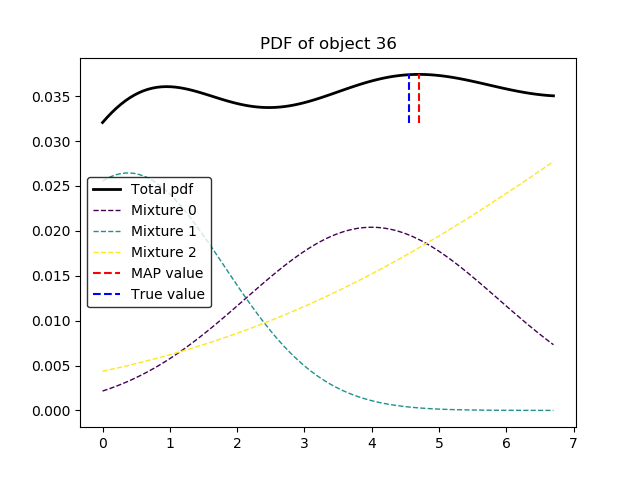 PDF of object 36
0.035
0.030
0.025
0.020
0.015
0.010
0.005
0.000
Total pdf
Mixture 0
Mixture 1
Mixture 2
MAP value
True value
0 1 2 3 4 5 6 7